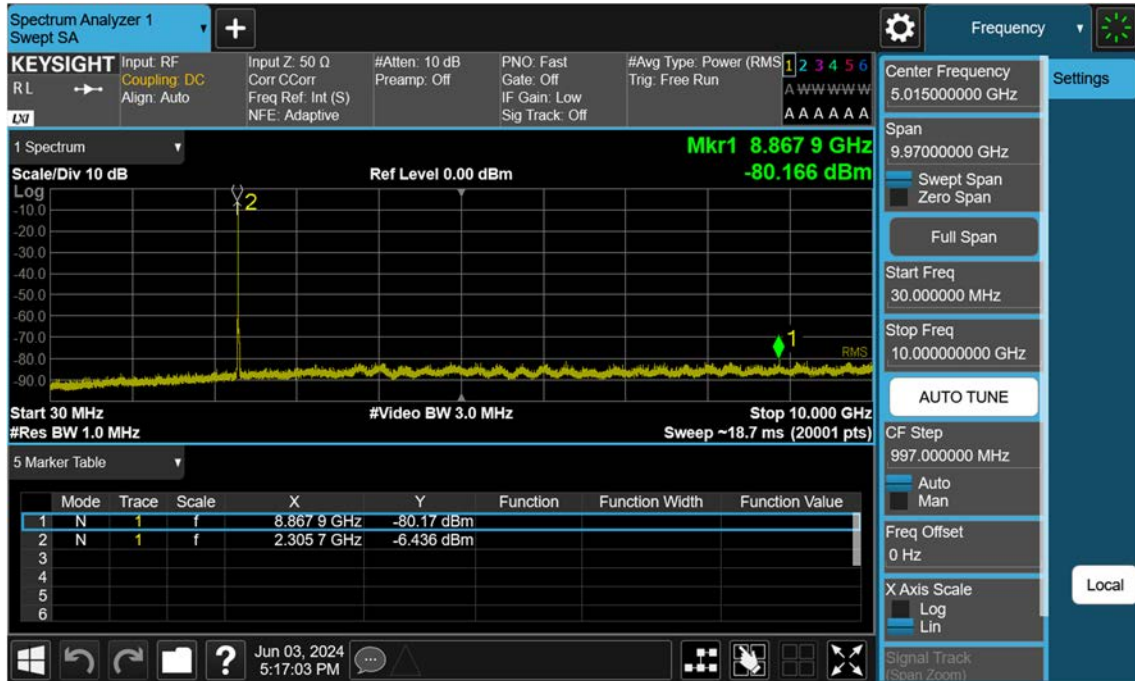 Spectrum Analyzer 1
Swept SA
+
Frequency
KEYSIGHT
R L
LXI
Input: RF
Coupling: DC
Align: Auto
Input Z: 50 Ω
Corr CCorr
Freq Ref: Int (S)
NFE: Adaptive
#Atten: 10 dB
Preamp: Off
PNO: Fast
Gate: Off
IF Gain: Low
Sig Track: Off
#Avg Type: Power (RMS
Trig: Free Run
1 2 3 4 5 6
A W W W W W
A A A A A A
1 Spectrum
Scale/Div 10 dB
Ref Level 0.00 dBm
Mkr1 8.867 9 GHz
-80.166 dBm
Log
-10.0
-20.0
-30.0
-40.0
-50.0
-60.0
-70.0
-80.0
-90.0
2
1
RMS
Start 30 MHz
#Video BW 3.0 MHz
Stop 10.000 GHz
#Res BW 1.0 MHz
Sweep ~18.7 ms (20001 pts)
5 Marker Table
Mode Trace Scale X Y Function Function Width Function Value
1 N 1 f 8.867 9 GHz -80.17 dBm
2 N 1 f 2.305 7 GHz -6.436 dBm
3
4
5
6
Center Frequency
5.015000000 GHz
Settings
Span
9.97000000 GHz
Swept Span
Zero Span
Full Span
Start Freq
30.000000 MHz
Stop Freq
10.000000000 GHz
AUTO TUNE
CF Step
997.000000 MHz
Auto
Man
Freq Offset
0 Hz
X Axis Scale
Log
Lin
Local
Signal Track
(Span Zoom)
?
Jun 03, 2024
5:17:03 PM